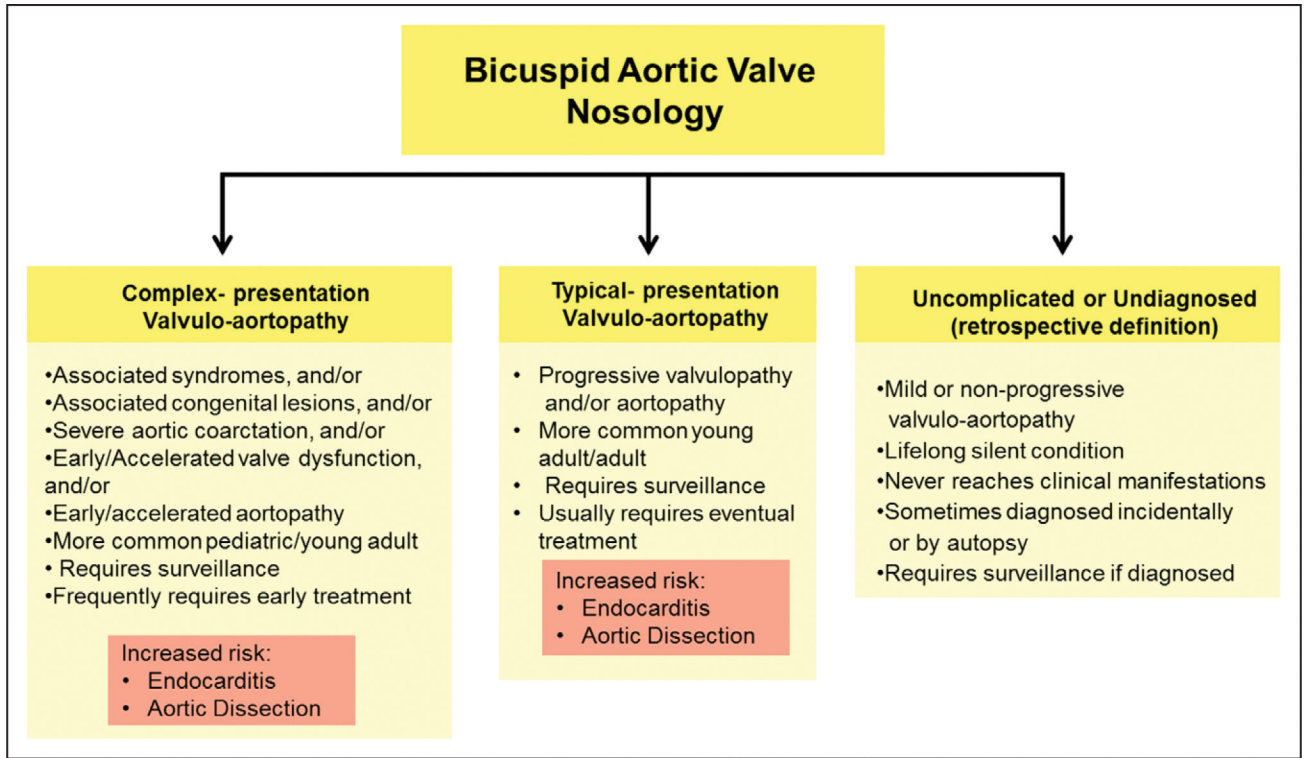 Bicuspid Aortic Valve
Nosology
Complex- presentation
Valvulo-aortopathy
•Associated syndromes, and/or
•Associated congenital lesions, and/or
•Severe aortic coarctation, and/or
•Early/Accelerated valve dysfunction,
and/or
•Early/accelerated aortopathy
•More common pediatric/young adult
• Requires surveillance
•Frequently requires early treatment
Increased risk:
• Endocarditis
• Aortic Dissection
Typical- presentation
Valvulo-aortopathy
• Progressive valvulopathy
and/or aortopathy
• More common young
adult/adult
• Requires surveillance
• Usually requires eventual
treatment
Increased risk:
• Endocarditis
• Aortic Dissection
Uncomplicated or Undiagnosed
(retrospective definition)
•Mild or non-progressive
valvulo-aortopathy
•Lifelong silent condition
•Never reaches clinical manifestations
•Sometimes diagnosed incidentally
or by autopsy
•Requires surveillance if diagnosed